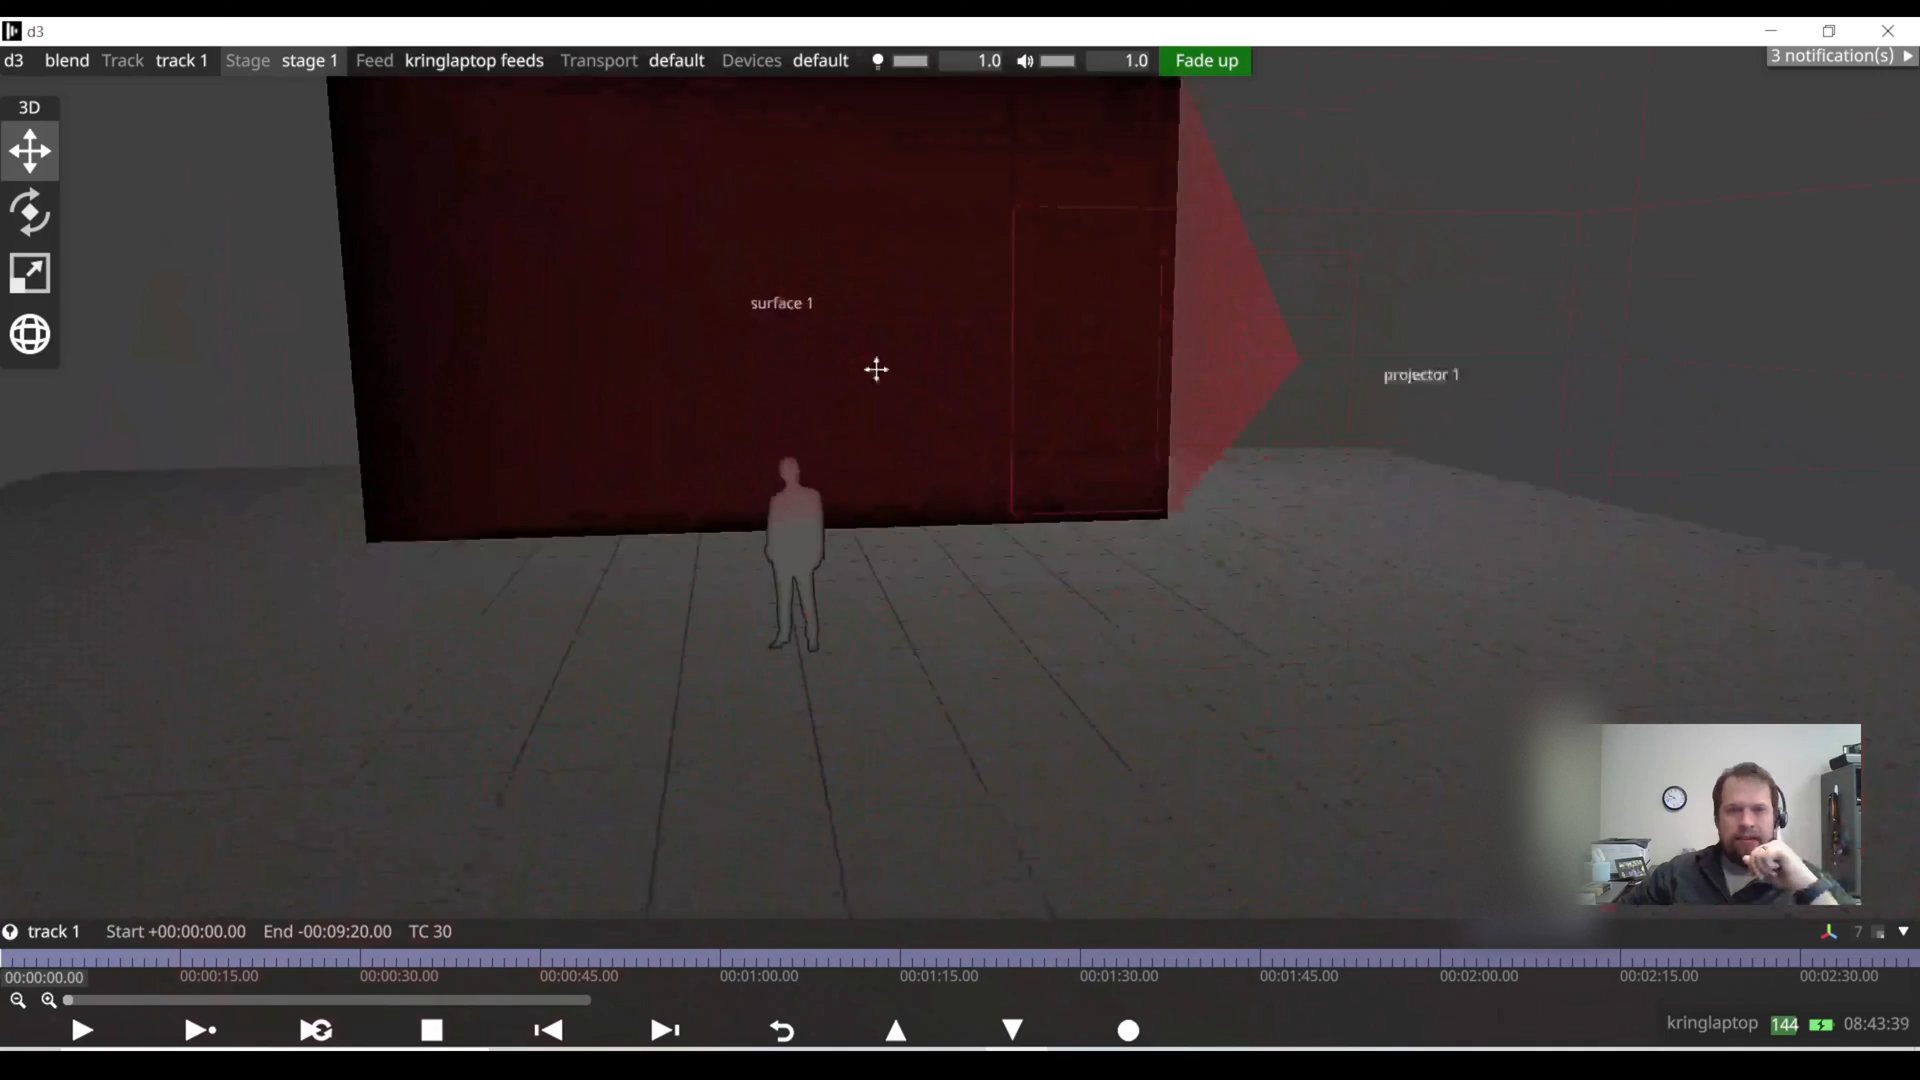 d3
d3 blend Track track 1 Stage stage 1 Feed kringlaptop feeds Transport default Devices default 1.0 1.0 Fade up 3 notification(s)
3D
surface 1
projector 1
track 1 Start +00:00:00.00 End -00:09:20.00 TC 30 7
00:00:00.00 00:00:15.00 00:00:30.00 00:00:45.00 00:01:00.00 00:01:15.00 00:01:30.00 00:01:45.00 00:02:00.00 00:02:15.00 00:02:30.00
kringlaptop 144 08:43:39